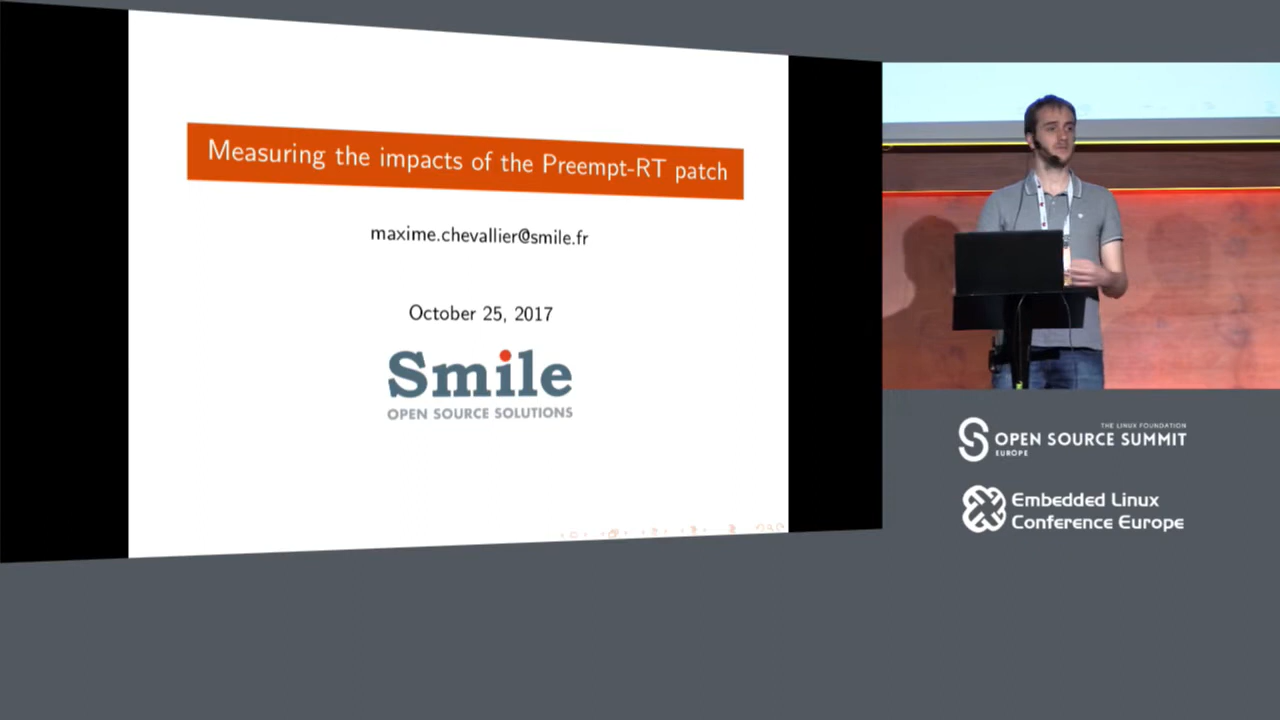 Measuring the impacts of the Preempt-RT patch
maxime.chevallier@smile.fr
October 25, 2017
Smile
OPEN SOURCE SOLUTIONS
THE LINUX FOUNDATION
OPEN SOURCE SUMMIT
EUROPE
Embedded Linux
Conference Europe